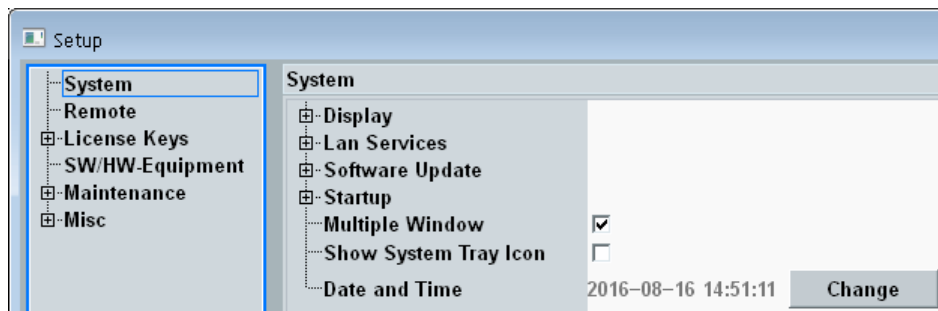 Setup
System
Remote
License Keys
SW/HW-Equipment
Maintenance
Misc
System
Display
Lan Services
Software Update
Startup
Multiple Window
Show System Tray Icon
Date and Time 2016-08-16 14:51:11 Change